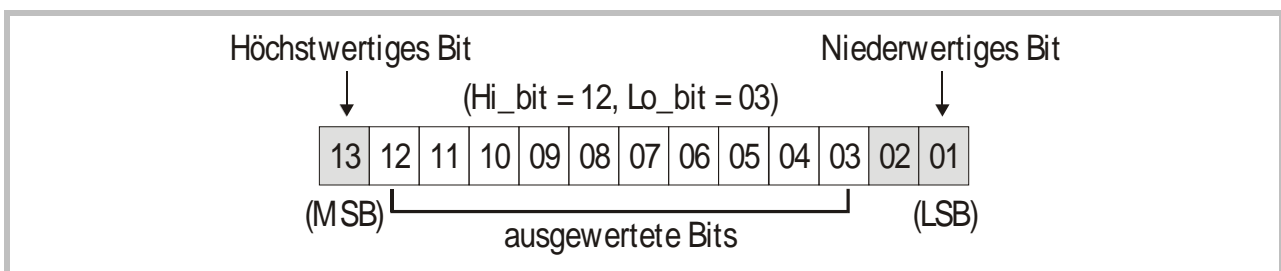 Höchstwertiges Bit Niederwertiges Bit
(Hi_bit = 12, Lo_bit = 03)
13 12 11 10 09 08 07 06 05 04 03 02 01
(MSB) (LSB)
ausgewertete Bits